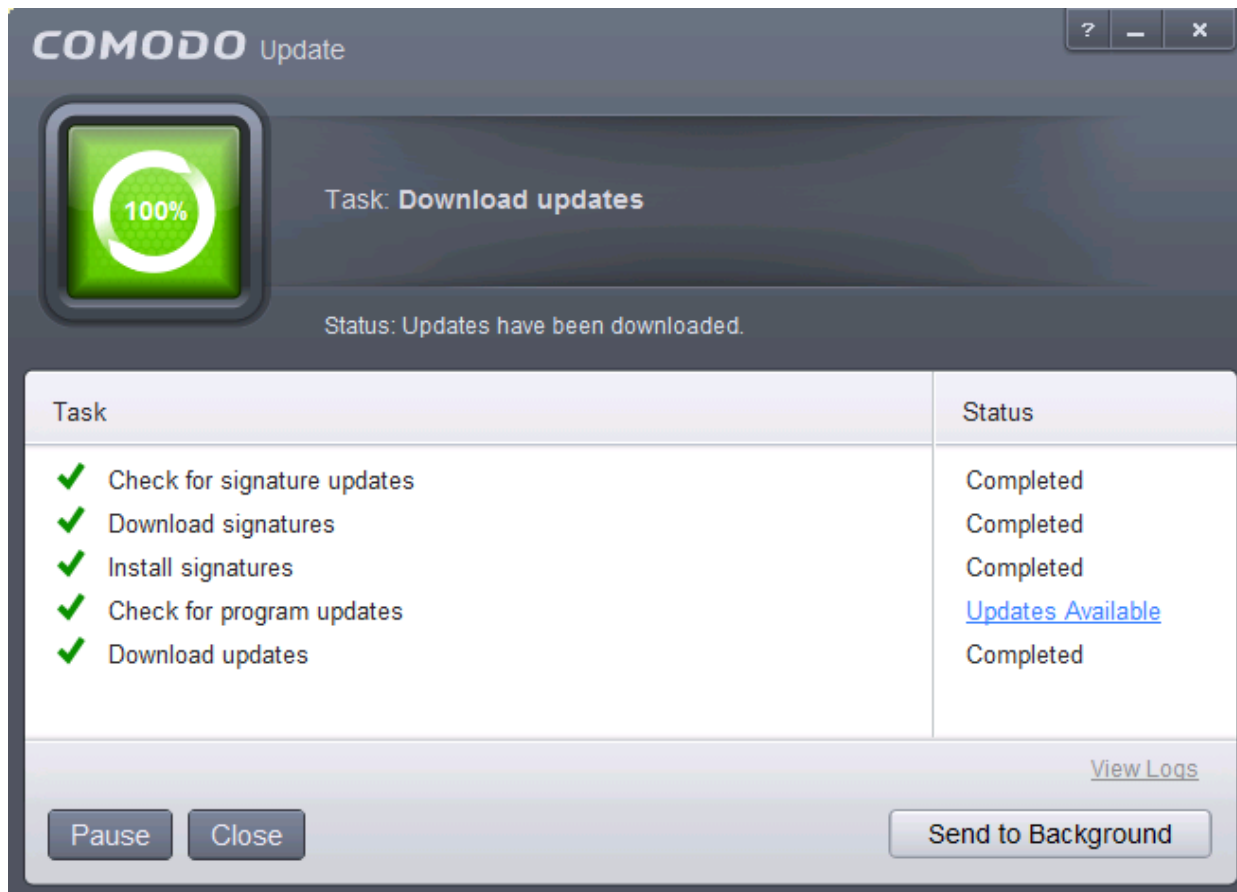 COMODO Update
? _ x
100%
Task: Download updates
Status: Updates have been downloaded.
Task Status
Check for signature updates Completed
Download signatures Completed
Install signatures Completed
Check for program updates Updates Available
Download updates Completed
View Logs
Pause Close Send to Background